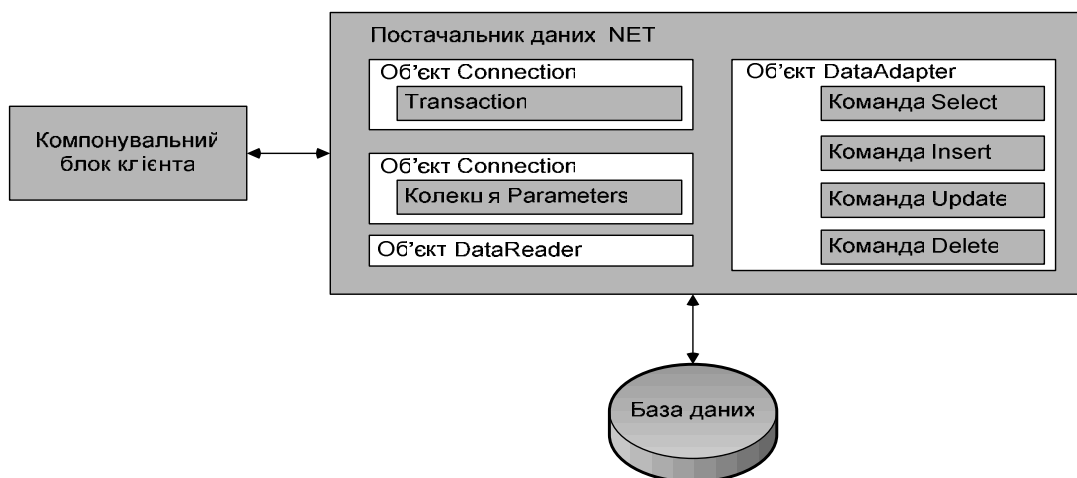 Постачальник даних NET
Об'єкт Connection
Transaction
Об'єкт Connection
Колекція Parameters
Об'єкт DataReader
Об'єкт DataAdapter
Команда Select
Команда Insert
Команда Update
Команда Delete
Компонувальний
блок клієнта
База даних